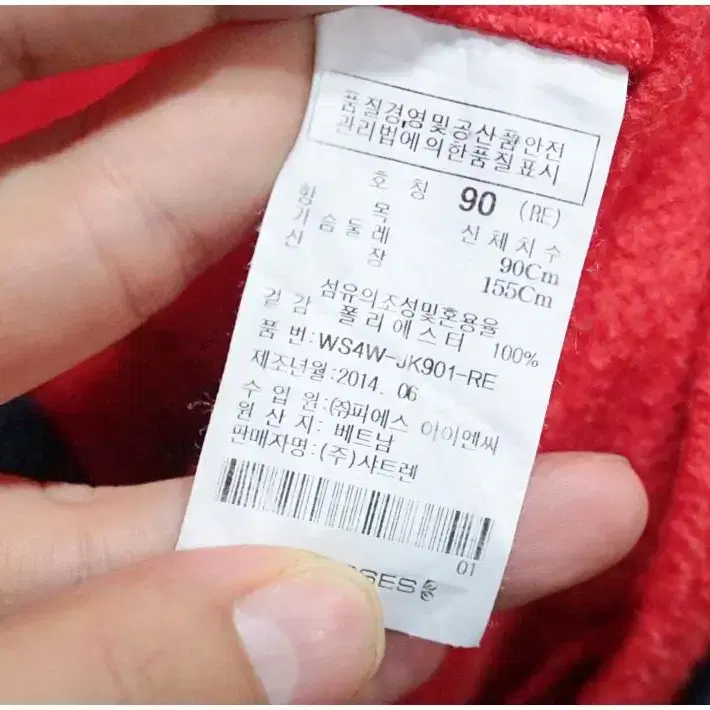 품질경영및공산품안전
관리법에의한품질표시
호 칭 90 (RE)
항 목 신체치수
가슴둘레 90Cm
신 장 155Cm
섬유의조성및혼용율
겉 감 폴리에스터 100%
품 번: WS4W-JK901-RE
제조년월: 2014. 06
수 입 원: ㈜피에스 아이엔씨
원 산 지: 베트남
판매자명: (주)샤트렌
01